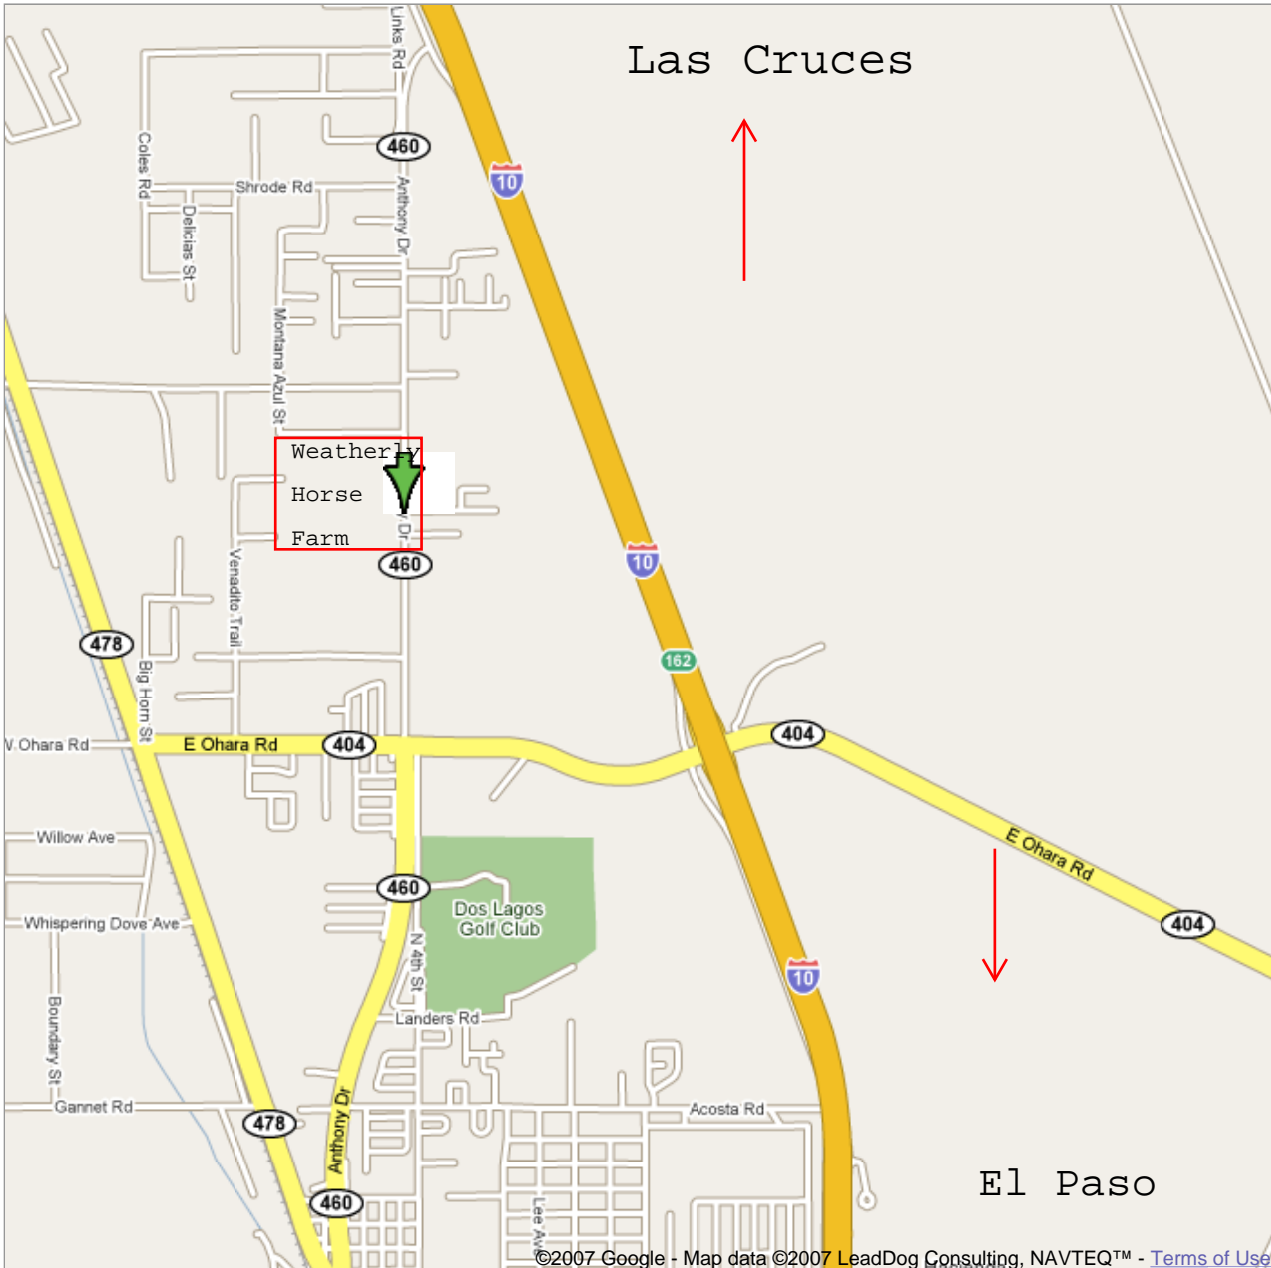 Links Rd
Las Cruces
460
Coles Rd
Anthony Dr
10
Shrode Rd
Delicias St
Montana Azul St
Weatherly
Horse
Farm
y Dr
460
10
Venadito Trail
478
162
Big Horn St
W Ohara Rd
E Ohara Rd
404
404
Willow Ave
E Ohara Rd
460
Dos Lagos
Golf Club
Whispering Dove Ave
404
N 4th St
10
Boundary St
Landers Rd
Gannet Rd
Acosta Rd
478
Anthony Dr
El Paso
460
Lee Ave
©2007 Google - Map data ©2007 LeadDog Consulting, NAVTEQ™ - Terms of Use